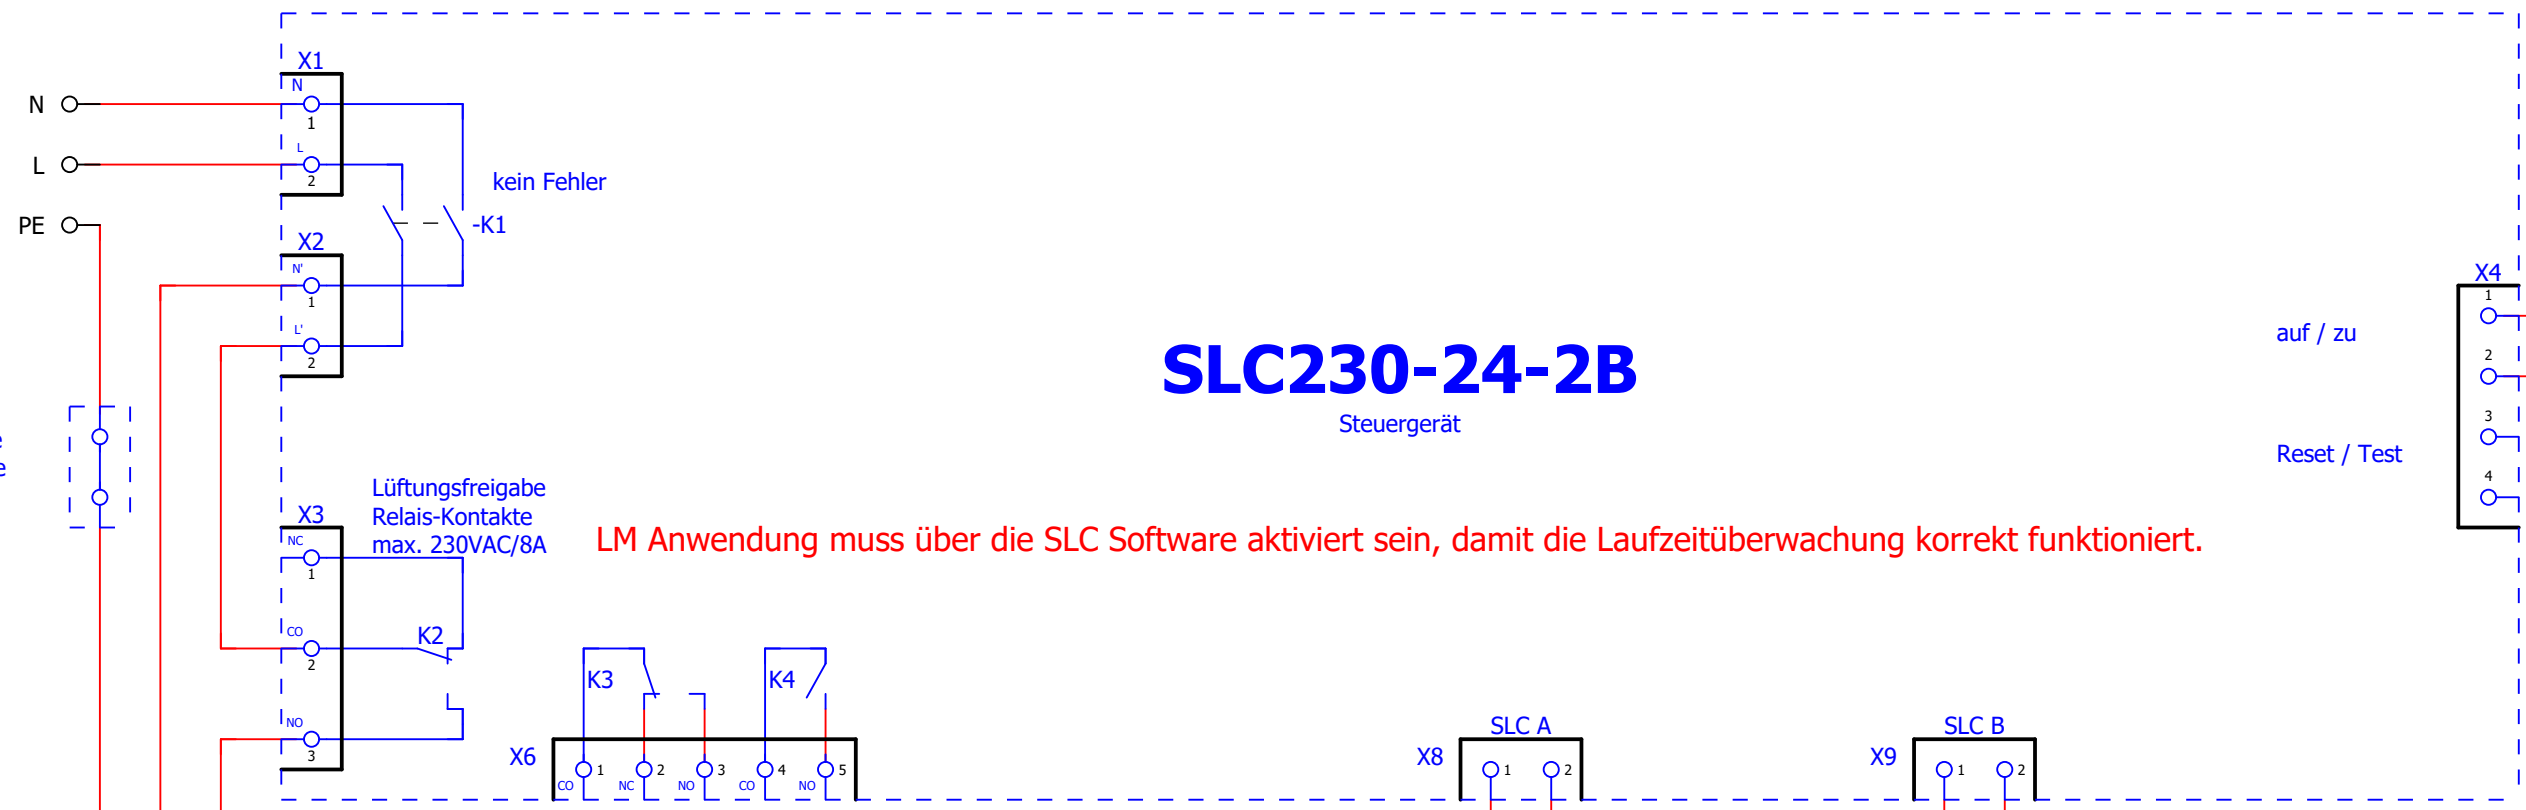 X1
N
N
1
L
L
2
kein Fehler
PE
-K1
X2
N'
1
L'
2
X4
1
auf / zu
2
3
Reset / Test
4
SLC230-24-2B
Steuergerät
e
e
Lüftungsfreigabe
Relais-Kontakte
max. 230VAC/8A
X3
NC
1
LM Anwendung muss über die SLC Software aktiviert sein, damit die Laufzeitüberwachung korrekt funktioniert.
CO
2
K2
K3
K4
NO
3
X6
1
2
3
4
5
CO
NC
NO
CO
NO
SLC A
X8
1
2
SLC B
X9
1
2